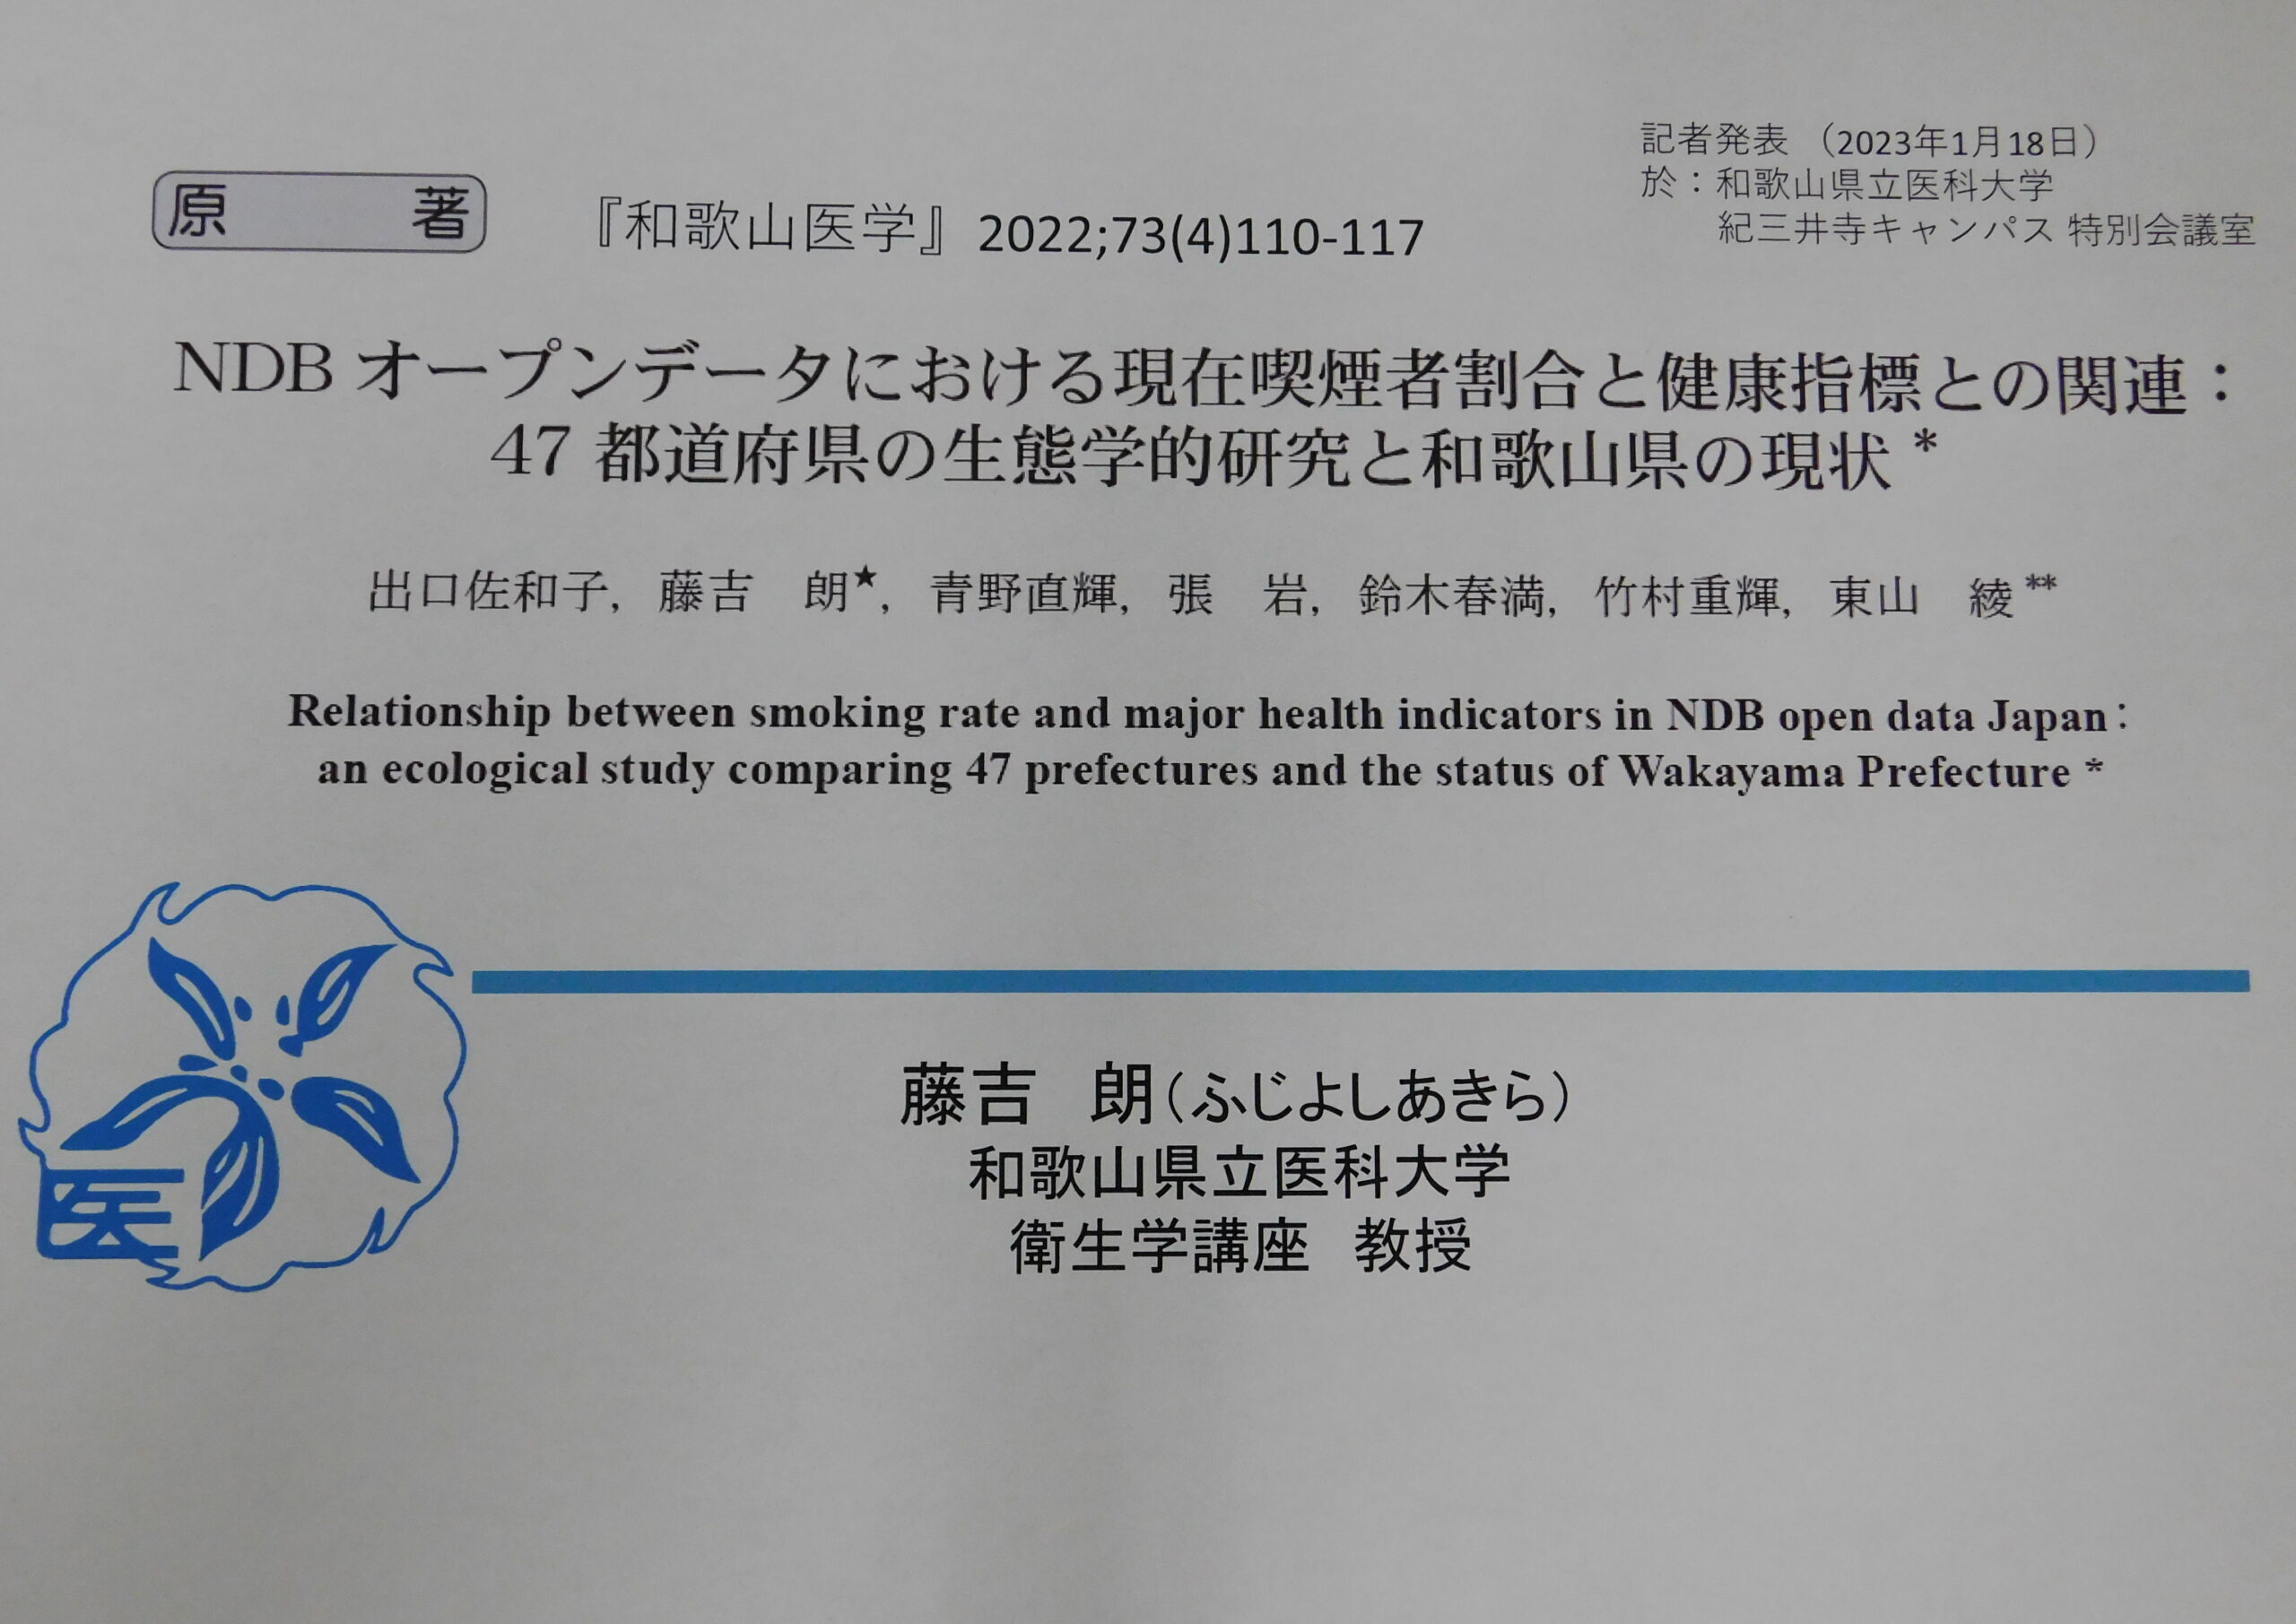 記者発表 （2023年1月18日）
於：和歌山県立医科大学
紀三井寺キャンパス 特別会議室
原　著
『和歌山医学』 2022;73(4)110-117
NDB オープンデータにおける現在喫煙者割合と健康指標との関連：
47 都道府県の生態学的研究と和歌山県の現状 *
出口佐和子，藤吉　朗★，青野直輝，張　岩，鈴木春満，竹村重輝，東山　綾 **
Relationship between smoking rate and major health indicators in NDB open data Japan：
an ecological study comparing 47 prefectures and the status of Wakayama Prefecture *
医
藤吉　朗（ふじよしあきら）
和歌山県立医科大学
衛生学講座　教授